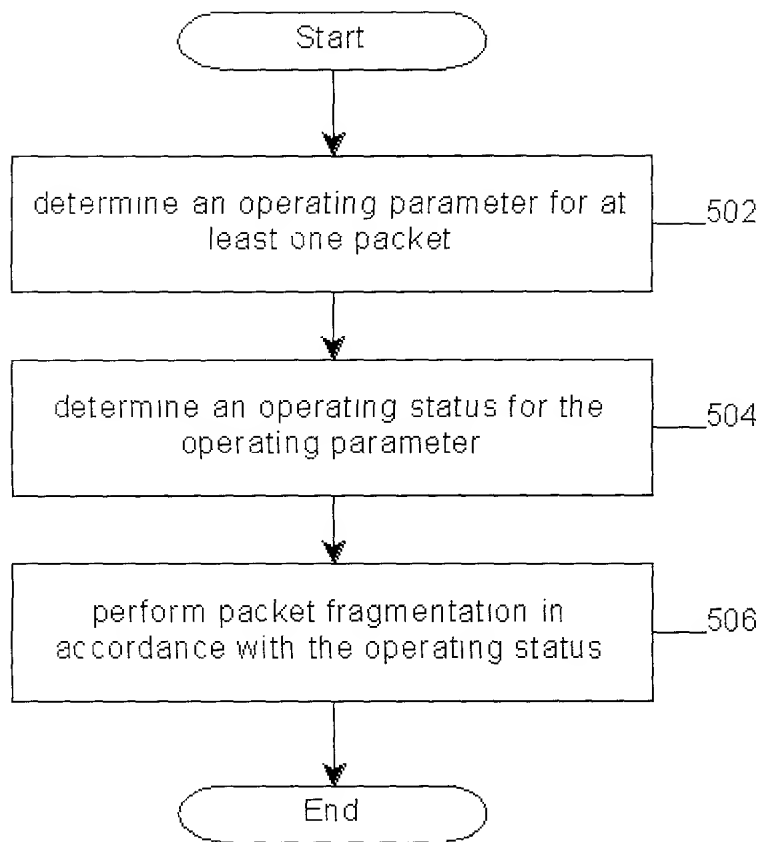 Start
determine an operating parameter for at
least one packet
502
determine an operating status for the
operating parameter
504
perform packet fragmentation in
accordance with the operating status
506
End